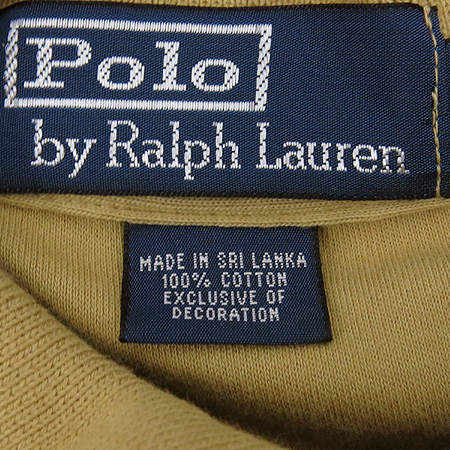 Polo
by Ralph Lauren
MADE IN SRI LANKA
100% COTTON
EXCLUSIVE OF
DECORATION